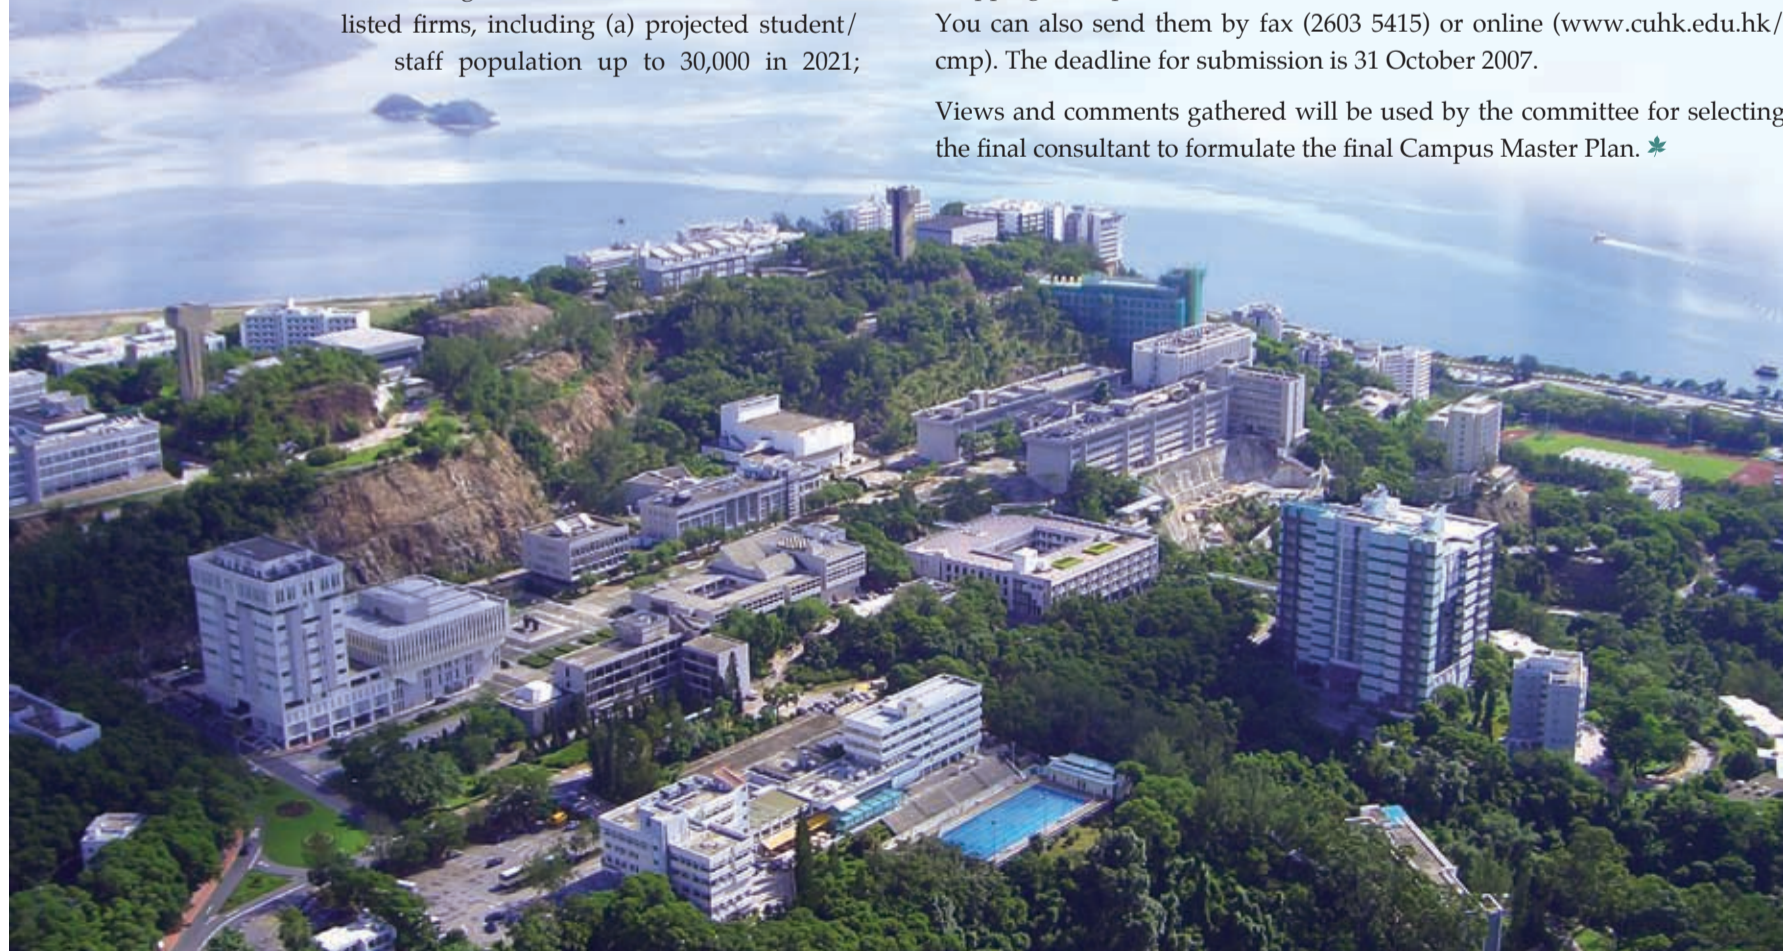 listed firms, including (a) projected student/
staff population up to 30,000 in 2021;
You can also send them by fax (2603 5415) or online (www.cuhk.edu.hk/
cmp). The deadline for submission is 31 October 2007.
Views and comments gathered will be used by the committee for selecting
the final consultant to formulate the final Campus Master Plan.